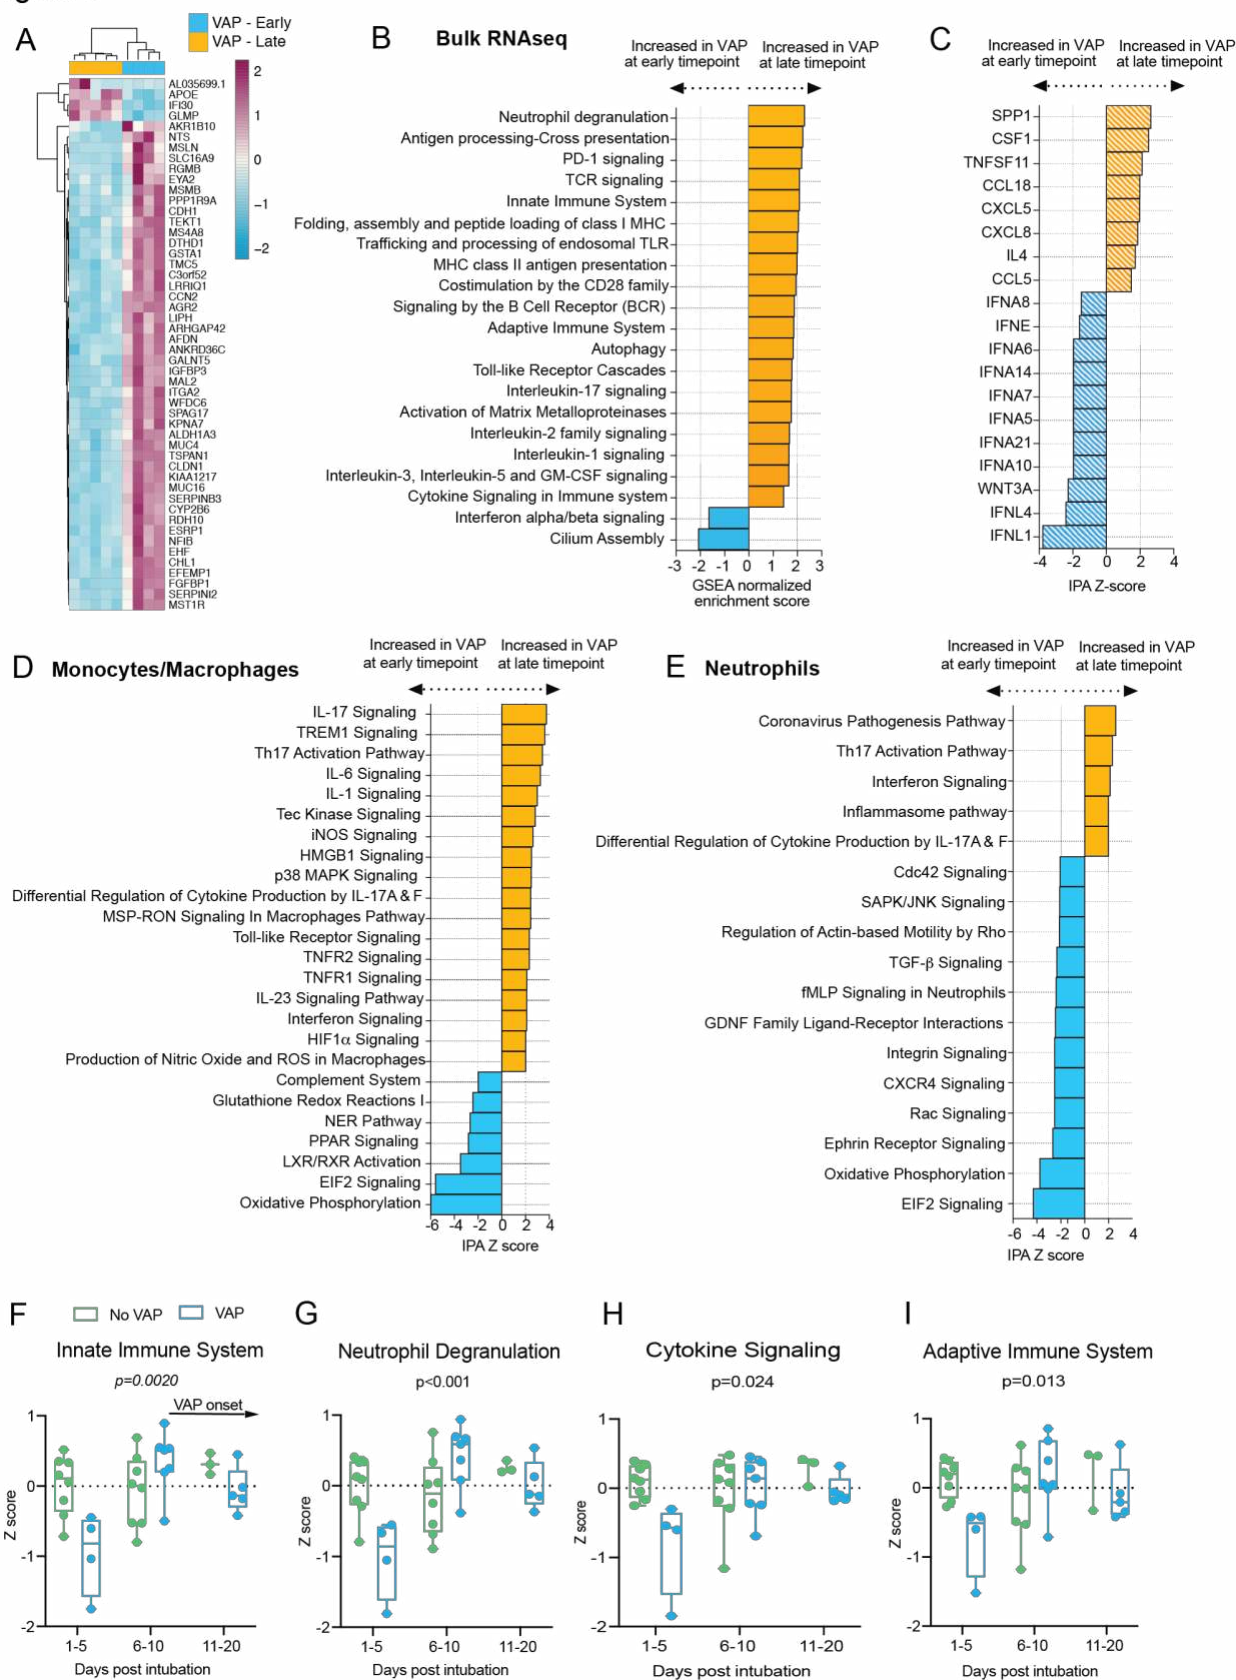 A
VAP - Early
VAP - Late
2
1
0
−1
−2
AL035699.1
APOE
IFI30
GLMP
AKR1B10
NTS
MSLN
SLC16A9
RGMB
EYA2
MSMB
PPP1R9A
CDH1
TEKT1
MS4A8
DTHD1
GSTA1
TMC5
C3orf52
LRRIQ1
CCN2
AGR2
LIPH
ARHGAP42
AFDN
ANKRD36C
GALNT5
IGFBP3
MAL2
ITGA2
WFDC6
SPAG17
KPNA7
ALDH1A3
MUC4
TSPAN1
CLDN1
KIAA1217
MUC16
SERPINB3
CYP2B6
RDH10
ESRP1
NFIB
EHF
CHL1
EFEMP1
FGFBP1
SERPINI2
MST1R
B
Bulk RNAseq
Increased in VAP at early timepoint
Increased in VAP at late timepoint
Neutrophil degranulation
Antigen processing-Cross presentation
PD-1 signaling
TCR signaling
Innate Immune System
Folding, assembly and peptide loading of class I MHC
Trafficking and processing of endosomal TLR
MHC class II antigen presentation
Costimulation by the CD28 family
Signaling by the B Cell Receptor (BCR)
Adaptive Immune System
Autophagy
Toll-like Receptor Cascades
Interleukin-17 signaling
Activation of Matrix Metalloproteinases
Interleukin-2 family signaling
Interleukin-1 signaling
Interleukin-3, Interleukin-5 and GM-CSF signaling
Cytokine Signaling in Immune system
Interferon alpha/beta signaling
Cilium Assembly
-3 -2 -1 0 1 2 3
GSEA normalized
enrichment score
C
Increased in VAP at early timepoint
Increased in VAP at late timepoint
SPP1
CSF1
TNFSF11
CCL18
CXCL5
CXCL8
IL4
CCL5
IFNA8
IFNE
IFNA6
IFNA14
IFNA7
IFNA5
IFNA21
IFNA10
WNT3A
IFNL4
IFNL1
-4 -2 0 2 4
IPA Z-score
D
Monocytes/Macrophages
Increased in VAP at early timepoint
Increased in VAP at late timepoint
IL-17 Signaling
TREM1 Signaling
Th17 Activation Pathway
IL-6 Signaling
IL-1 Signaling
Tec Kinase Signaling
iNOS Signaling
HMGB1 Signaling
p38 MAPK Signaling
Differential Regulation of Cytokine Production by IL-17A & F
MSP-RON Signaling In Macrophages Pathway
Toll-like Receptor Signaling
TNFR2 Signaling
TNFR1 Signaling
IL-23 Signaling Pathway
Interferon Signaling
HIF1α Signaling
Production of Nitric Oxide and ROS in Macrophages
Complement System
Glutathione Redox Reactions I
NER Pathway
PPAR Signaling
LXR/RXR Activation
EIF2 Signaling
Oxidative Phosphorylation
-6 -4 -2 0 2 4
IPA Z score
E
Neutrophils
Increased in VAP at early timepoint
Increased in VAP at late timepoint
Coronavirus Pathogenesis Pathway
Th17 Activation Pathway
Interferon Signaling
Inflammasome pathway
Differential Regulation of Cytokine Production by IL-17A & F
Cdc42 Signaling
SAPK/JNK Signaling
Regulation of Actin-based Motility by Rho
TGF-β Signaling
fMLP Signaling in Neutrophils
GDNF Family Ligand-Receptor Interactions
Integrin Signaling
CXCR4 Signaling
Rac Signaling
Ephrin Receptor Signaling
Oxidative Phosphorylation
EIF2 Signaling
-6 -4 -2 0 2 4
IPA Z score
F
No VAP
VAP
Innate Immune System
p=0.0020
VAP onset
Z score
1
0
-1
-2
1-5 6-10 11-20
Days post intubation
G
Neutrophil Degranulation
p<0.001
Z score
1
0
-1
-2
1-5 6-10 11-20
Days post intubation
H
Cytokine Signaling
p=0.024
Z score
1
0
-1
-2
1-5 6-10 11-20
Days post intubation
I
Adaptive Immune System
p=0.013
Z score
1
0
-1
-2
1-5 6-10 11-20
Days post intubation